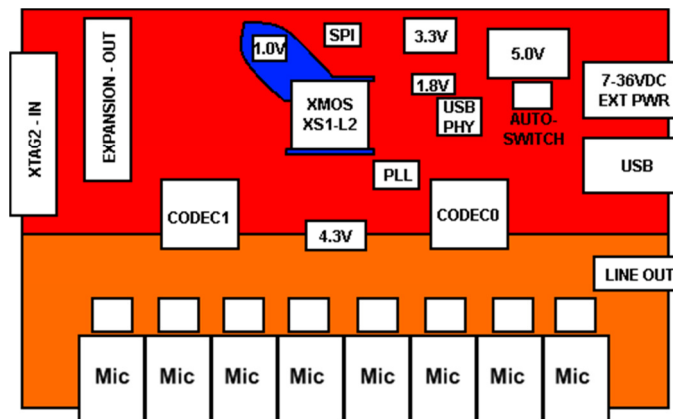 XTAG2 - IN
EXPANSION - OUT
1.0V
SPI
3.3V
5.0V
1.8V
7-36VDC
EXT PWR
XMOS
XS1-L2
USB
PHY
AUTO-
SWITCH
USB
PLL
CODEC1
CODEC0
4.3V
LINE OUT
Mic
Mic
Mic
Mic
Mic
Mic
Mic
Mic